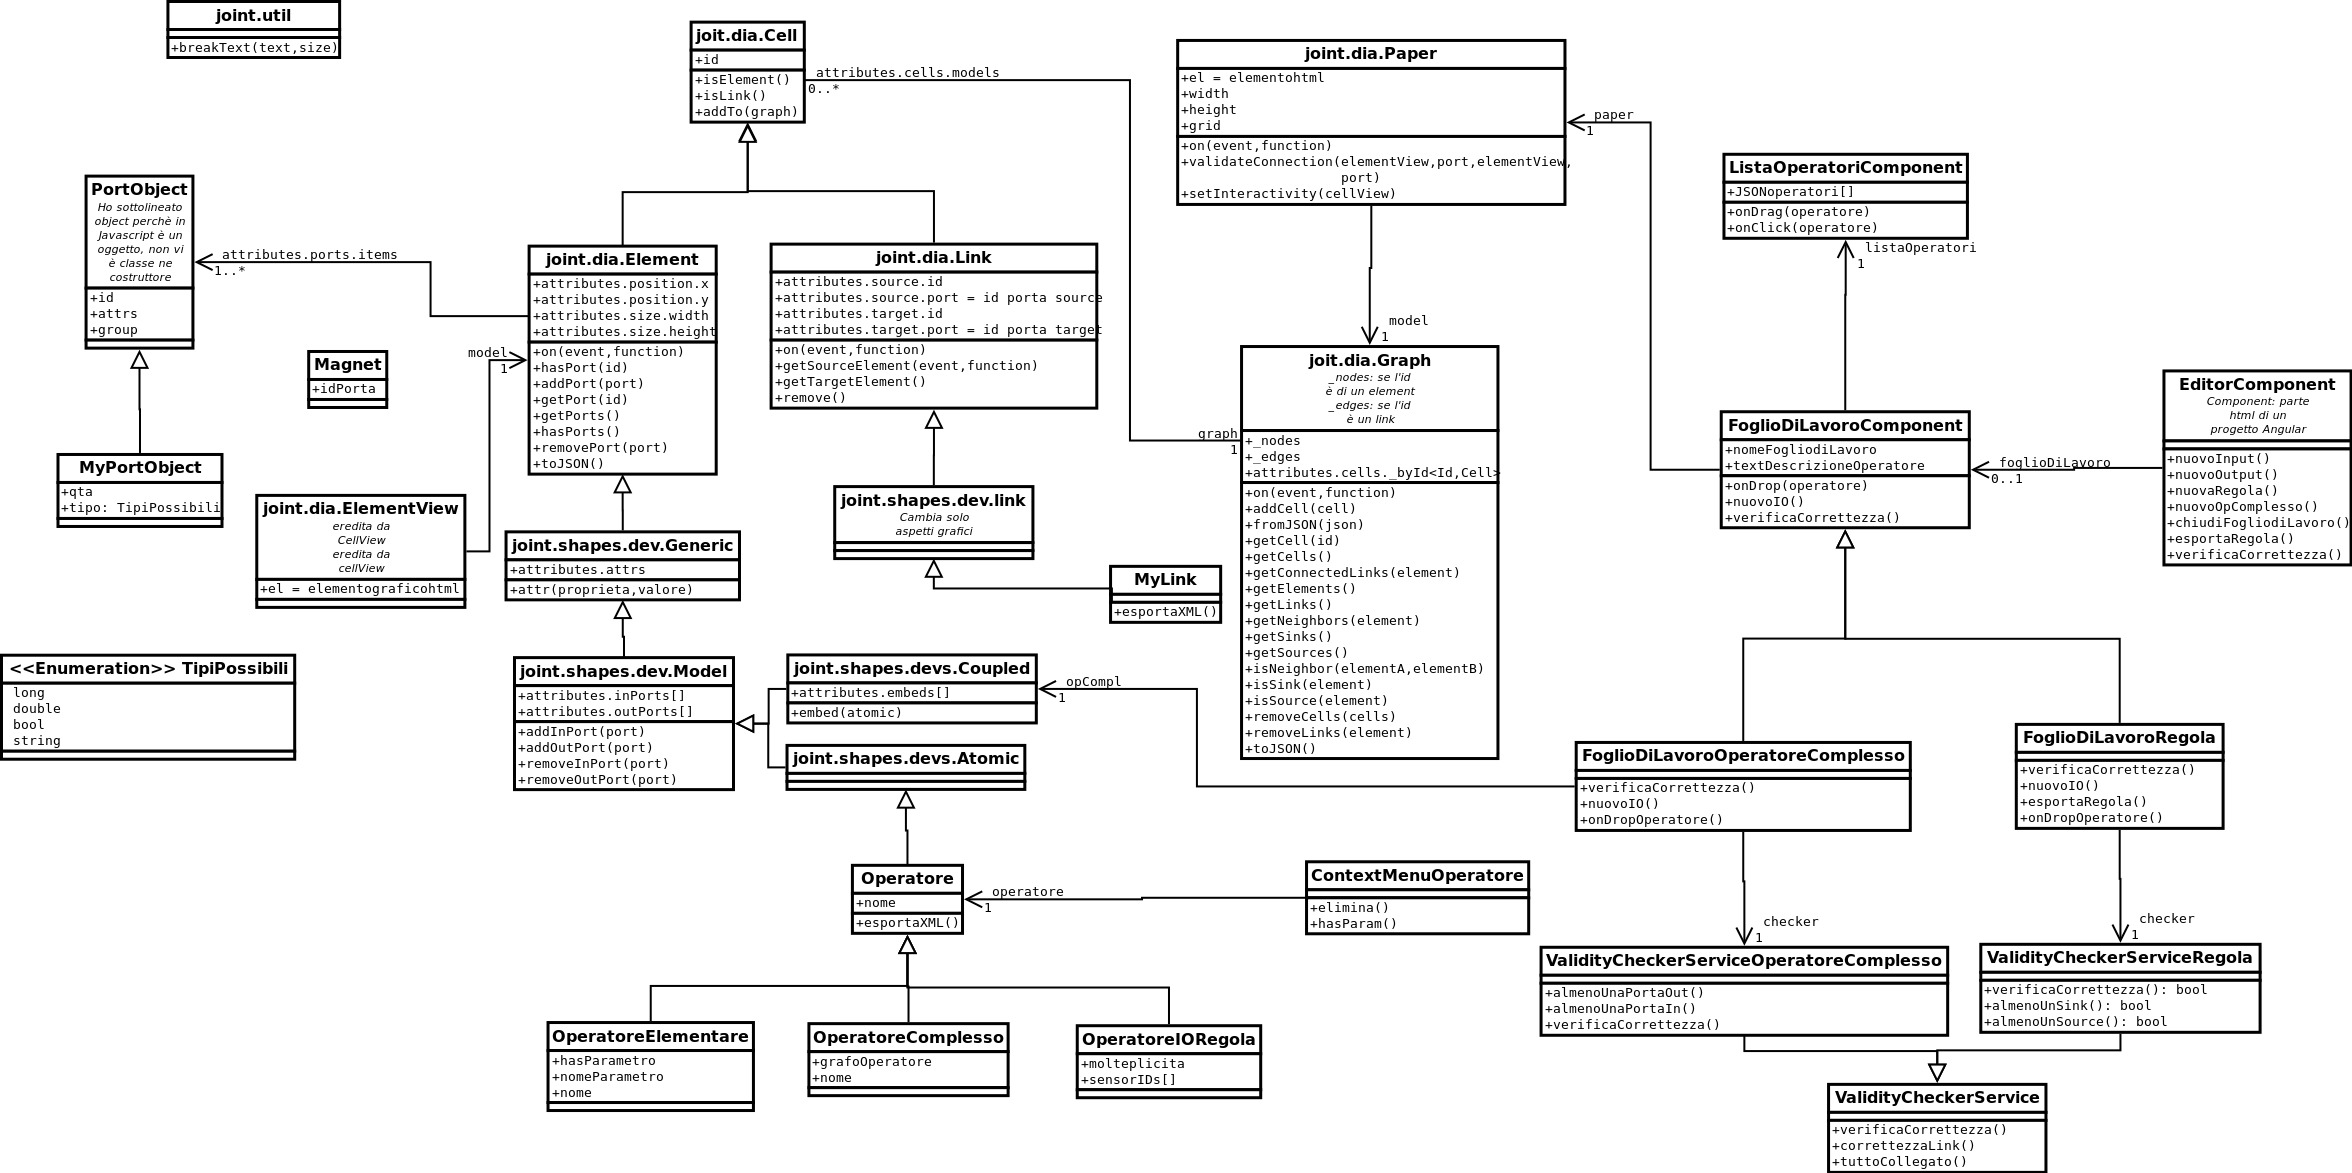 joint.util
+breakText(text,size)
joit.dia.Cell
+id
+isElement()
+isLink()
+addTo(graph)
attributes.cells.models
0..*
joint.dia.Paper
+el = elementohtml
+width
+height
+grid
+on(event,function)
+validateConnection(elementView,port,elementView,
port)
+setInteractivity(cellView)
paper
1
ListaOperatoriComponent
+JSONoperatori[]
+onDrag(operatore)
+onClick(operatore)
listaOperatori
1
PortObject
Ho sottolineato
object perchè in
Javascript è un
oggetto, non vi
è classe ne
costruttore
+id
+attrs
+group
attributes.ports.items
1..*
joint.dia.Element
+attributes.position.x
+attributes.position.y
+attributes.size.width
+attributes.size.height
+on(event,function)
+hasPort(id)
+addPort(port)
+getPort(id)
+getPorts()
+hasPorts()
+removePort(port)
+toJSON()
joint.dia.Link
+attributes.source.id
+attributes.source.port = id porta source
+attributes.target.id
+attributes.target.port = id porta target
+on(event,function)
+getSourceElement(event,function)
+getTargetElement()
+remove()
model
1
Magnet
+idPorta
model
1
joit.dia.Graph
_nodes: se l'id
è di un element
_edges: se l'id
è un link
+_nodes
+_edges
+attributes.cells._byId<Id,Cell>
+on(event,function)
+addCell(cell)
+fromJSON(json)
+getCell(id)
+getCells()
+getConnectedLinks(element)
+getElements()
+getLinks()
+getNeighbors(element)
+getSinks()
+getSources()
+isNeighbor(elementA,elementB)
+isSink(element)
+isSource(element)
+removeCells(cells)
+removeLinks(element)
+toJSON()
graph
1
FoglioDiLavoroComponent
+nomeFogliodiLavoro
+textDescrizioneOperatore
+onDrop(operatore)
+nuovoIO()
+verificaCorrettezza()
foglioDiLavoro
0..1
EditorComponent
Component: parte
html di un
progetto Angular
+nuovoInput()
+nuovoOutput()
+nuovaRegola()
+nuovoOpComplesso()
+chiudiFogliodiLavoro()
+esportaRegola()
+verificaCorrettezza()
MyPortObject
+qta
+tipo: TipiPossibili
joint.dia.ElementView
eredita da
CellView
eredita da
cellView
+el = elementograficohtml
joint.shapes.dev.link
Cambia solo
aspetti grafici
joint.shapes.dev.Generic
+attributes.attrs
+attr(proprieta,valore)
MyLink
+esportaXML()
<<Enumeration>> TipiPossibili
long
double
bool
string
joint.shapes.dev.Model
+attributes.inPorts[]
+attributes.outPorts[]
+addInPort(port)
+addOutPort(port)
+removeInPort(port)
+removeOutPort(port)
joint.shapes.devs.Coupled
+attributes.embeds[]
+embed(atomic)
opCompl
1
joint.shapes.devs.Atomic
FoglioDiLavoroOperatoreComplesso
+verificaCorrettezza()
+nuovoIO()
+onDropOperatore()
FoglioDiLavoroRegola
+verificaCorrettezza()
+nuovoIO()
+esportaRegola()
+onDropOperatore()
Operatore
+nome
+esportaXML()
operatore
1
ContextMenuOperatore
+elimina()
+hasParam()
checker
1
checker
1
ValidityCheckerServiceOperatoreComplesso
+almenoUnaPortaOut()
+almenoUnaPortaIn()
+verificaCorrettezza()
ValidityCheckerServiceRegola
+verificaCorrettezza(): bool
+almenoUnSink(): bool
+almenoUnSource(): bool
OperatoreElementare
+hasParametro
+nomeParametro
+nome
OperatoreComplesso
+grafoOperatore
+nome
OperatoreIORegola
+molteplicita
+sensorIDs[]
ValidityCheckerService
+verificaCorrettezza()
+correttezzaLink()
+tuttoCollegato()